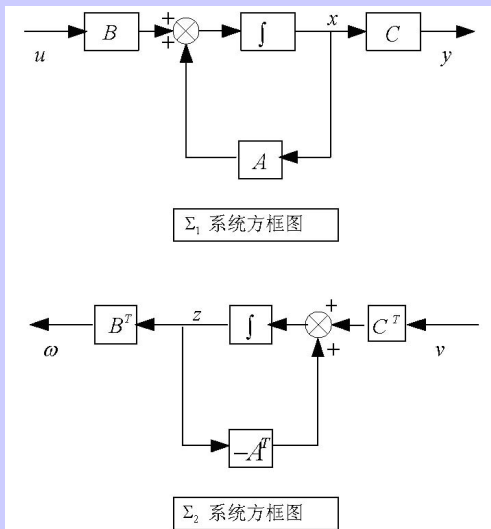 B + + ∫ x C
u y
A
Σ₁ 系统方框图
Bᵀ z ∫ + + Cᵀ
ω v
−Aᵀ
Σ₂ 系统方框图